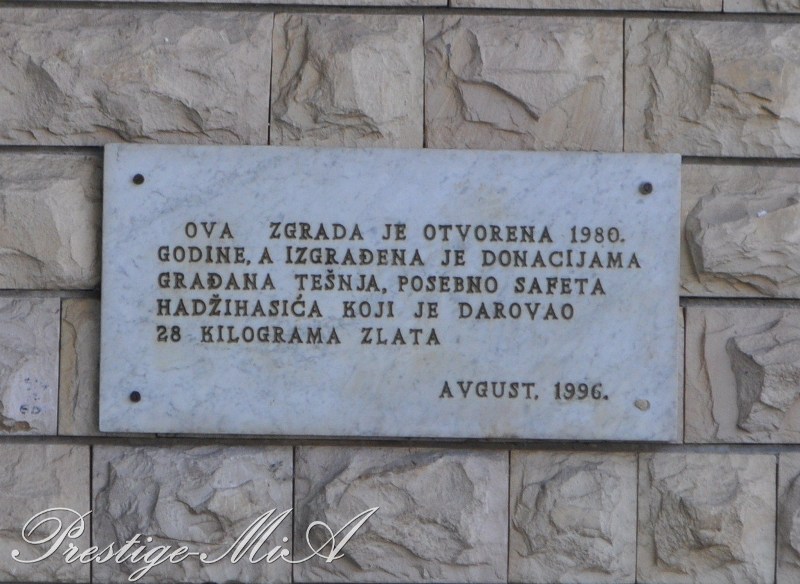 OVA ZGRADA JE OTVORENA 1980.
GODINE, A IZGRAĐENA JE DONACIJAMA
GRAĐANA TEŠNJA, POSEBNO SAFETA
HADŽIHASIĆA KOJI JE DAROVAO
28 KILOGRAMA ZLATA
AVGUST. 1996.
Prestige-MiA